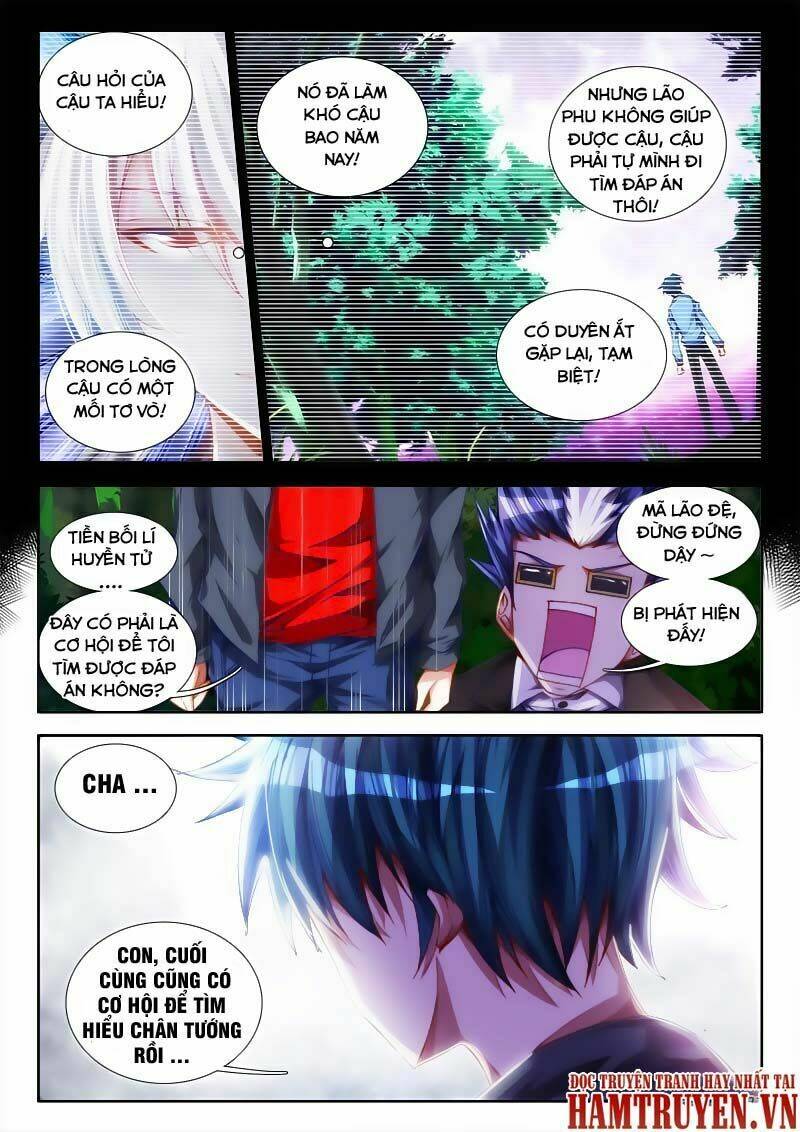 CÂU HỎI CỦA
CẬU TA HIỂU!
NÓ ĐÃ LÀM
KHÓ CẬU
BAO NĂM
NAY!
NHƯNG LÃO
PHU KHÔNG GIÚP
ĐƯỢC CẬU, CẬU
PHẢI TỰ MÌNH ĐI
TÌM ĐÁP ÁN
THÔI!
TRONG LÒNG
CẬU CÓ MỘT
MỐI TƠ VÒ!
CÓ DUYÊN ẮT
GẶP LẠI, TẠM
BIỆT!
TIỀN BỐI LÍ
HUYỀN TỬ
....
ĐÂY CÓ PHẢI LÀ
CƠ HỘI ĐỂ TÔI
TÌM ĐƯỢC ĐÁP
ÁN KHÔNG?
MÃ LÃO ĐỆ,
ĐỪNG ĐỨNG
DẬY ~
BỊ PHÁT HIỆN
ĐẤY!
CHA ...
CON, CUỐI
CÙNG CŨNG CÓ
CƠ HỘI ĐỂ TÌM
HIỂU CHÂN TƯỚNG
RỒI ...
ĐỌC TRUYỆN TRANH HAY NHẤT TẠI
HAMTRUYEN.VN